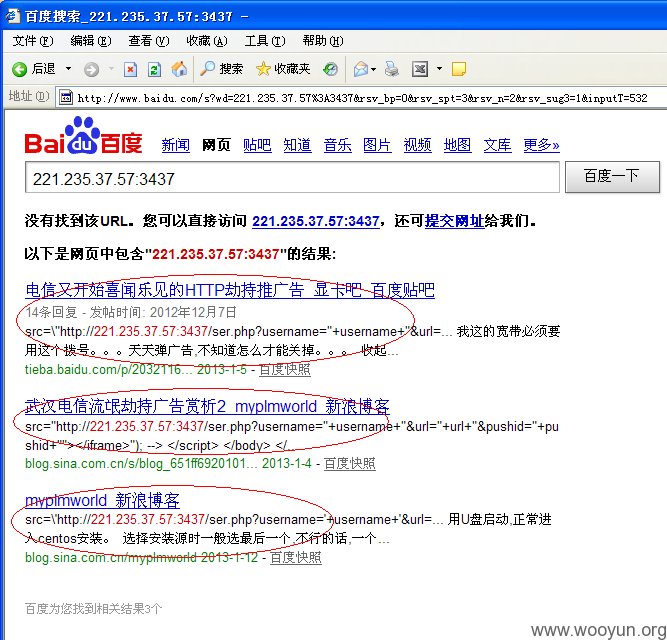 百度搜索_221.235.37.57:3437 -
文件(F) 编辑(E) 查看(V) 收藏(A) 工具(T) 帮助(H)
后退 搜索 收藏夹
地址(D) http://www.baidu.com/s?wd=221.235.37.57%3A3437&rsv_bp=0&rsv_spt=3&rsv_n=2&rsv_sug3=1&inputT=532
Bai du 百度 新闻 网页 贴吧 知道 音乐 图片 视频 地图 文库 更多»
221.235.37.57:3437 百度一下
没有找到该URL。您可以直接访问 221.235.37.57:3437，还可提交网址给我们。
以下是网页中包含"221.235.37.57:3437"的结果:
电信又开始喜闻乐见的HTTP劫持推广告_显卡吧_百度贴吧
14条回复 - 发帖时间: 2012年12月7日
src=\"http://221.235.37.57:3437/ser.php?username="+username+"&url=... 我这的宽带必须要
用这个拨号。。。天天弹广告,不知道怎么才能关掉。。。 收起...
tieba.baidu.com/p/2032116... 2013-1-5 - 百度快照
武汉电信流氓劫持广告赏析2_myplmworld_新浪博客
src="http://221.235.37.57:3437/ser.php?username="+username+"&url="+url+"&pushid="+pu
shid+""></iframe>"); --> </script> </body> </...
blog.sina.com.cn/s/blog_651ff6920101... 2013-1-4 - 百度快照
myplmworld_新浪博客
src=\'http://221.235.37.57:3437/ser.php?username='+username+'&url=... 用U盘启动,正常进
入centos安装。 选择安装源时一般选最后一个,不行的话,一个...
blog.sina.com.cn/myplmworld 2013-1-12 - 百度快照
百度为您找到相关结果3个
www.wooyun.org